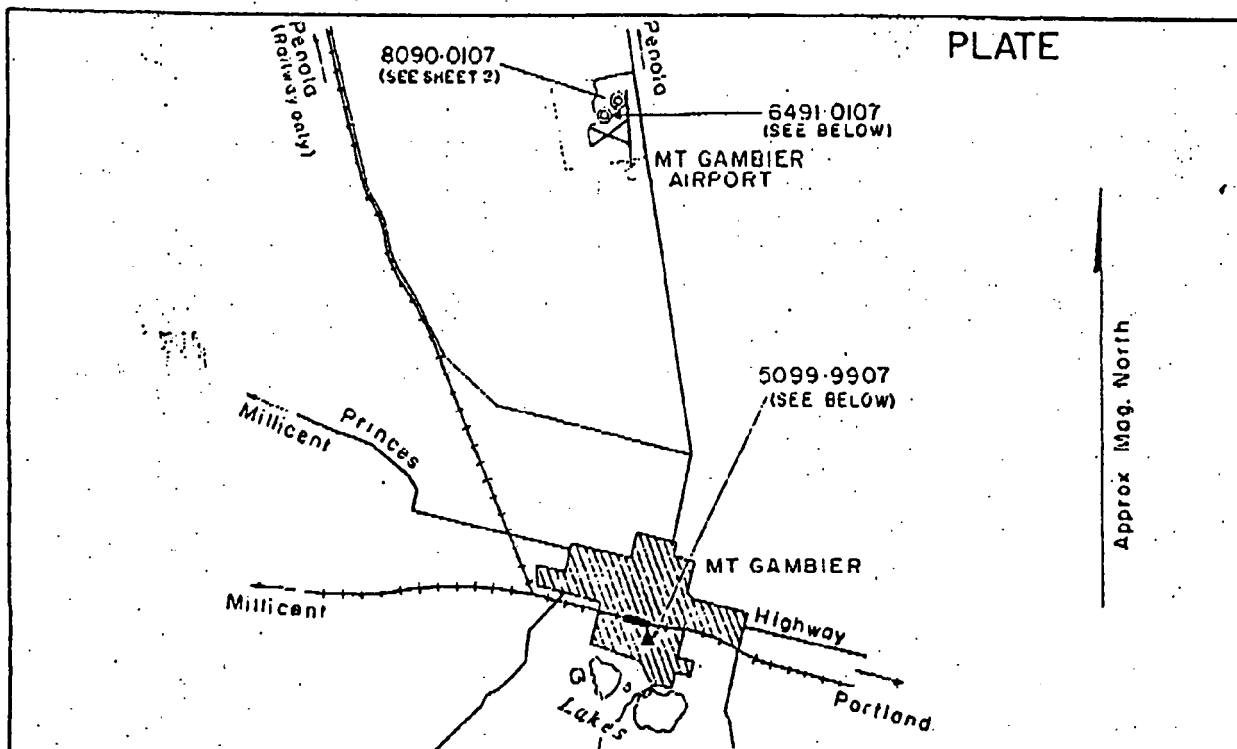 PLATE
Penola
(Railway only)
8090·0107
(SEE SHEET 2)
Penola
6491·0107
(SEE BELOW)
MT GAMBIER
AIRPORT
Approx Mag. North
5099·9907
(SEE BELOW)
Millicent
Princes
MT GAMBIER
Millicent
Highway
Lakes
Portland